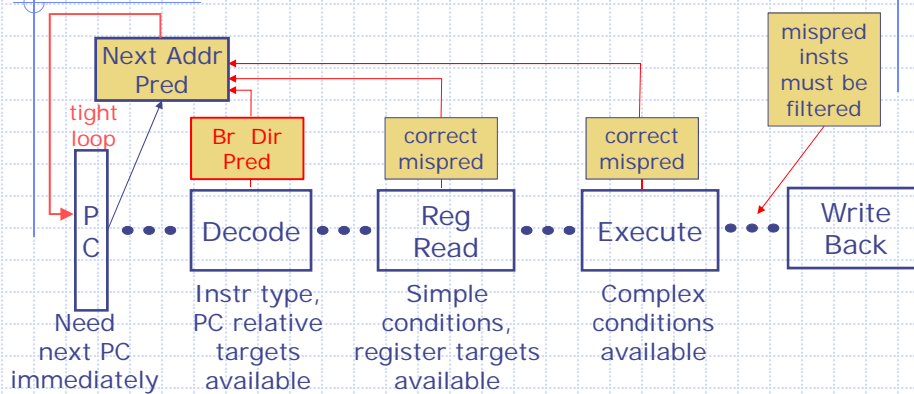 Next Addr
Pred
mispred
insts
must be
filtered
tight
loop
Br Dir
Pred
correct
mispred
correct
mispred
P
C
Decode
Reg
Read
Execute
Write
Back
Need
next PC
immediately
Instr type,
PC relative
targets
available
Simple
conditions,
register targets
available
Complex
conditions
available